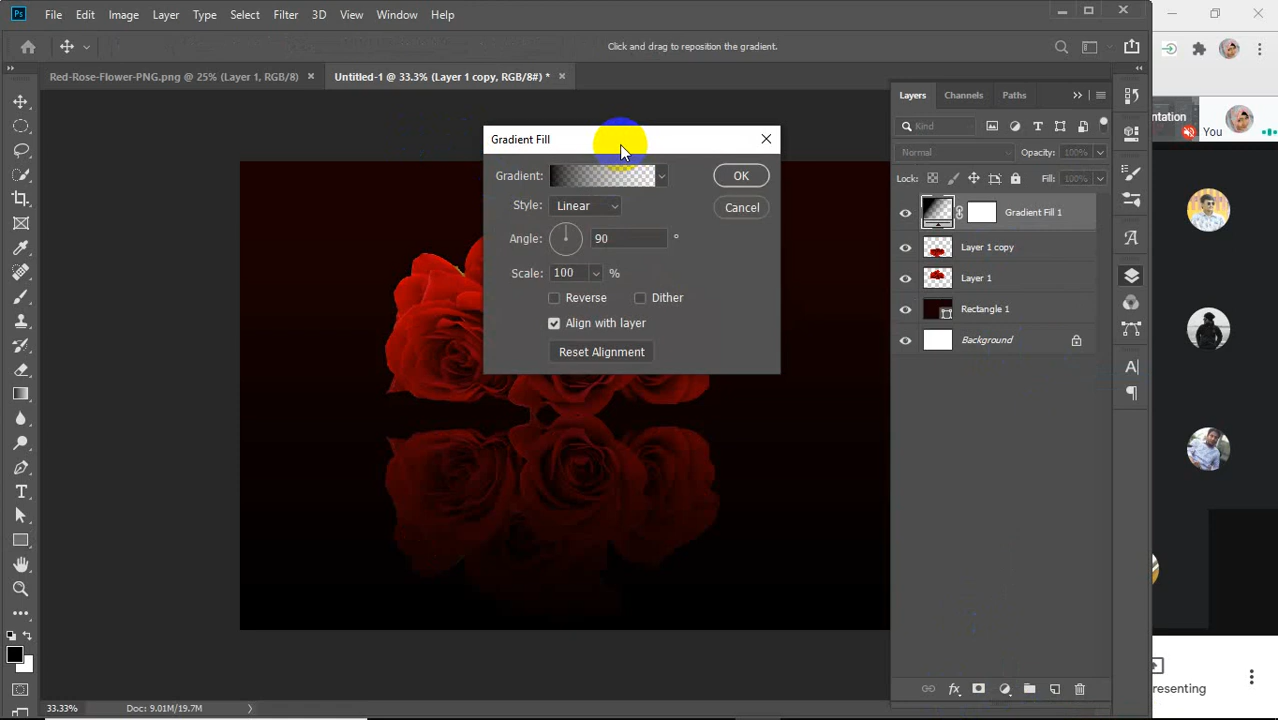 Ps File Edit Image Layer Type Select Filter 3D View Window Help
Click and drag to reposition the gradient.
Red-Rose-Flower-PNG.png @ 25% (Layer 1, RGB/8) Untitled-1 @ 33.3% (Layer 1 copy, RGB/8#) *
Layers Channels Paths
Kind
Normal Opacity: 100%
Lock: Fill: 100%
Gradient Fill 1
Layer 1 copy
Layer 1
Rectangle 1
Background
Gradient Fill
Gradient: OK
Style: Linear Cancel
Angle: 90 °
Scale: 100 %
Reverse Dither
Align with layer
Reset Alignment
entation
You
resenting
33.33% Doc: 9.01M/19.7M